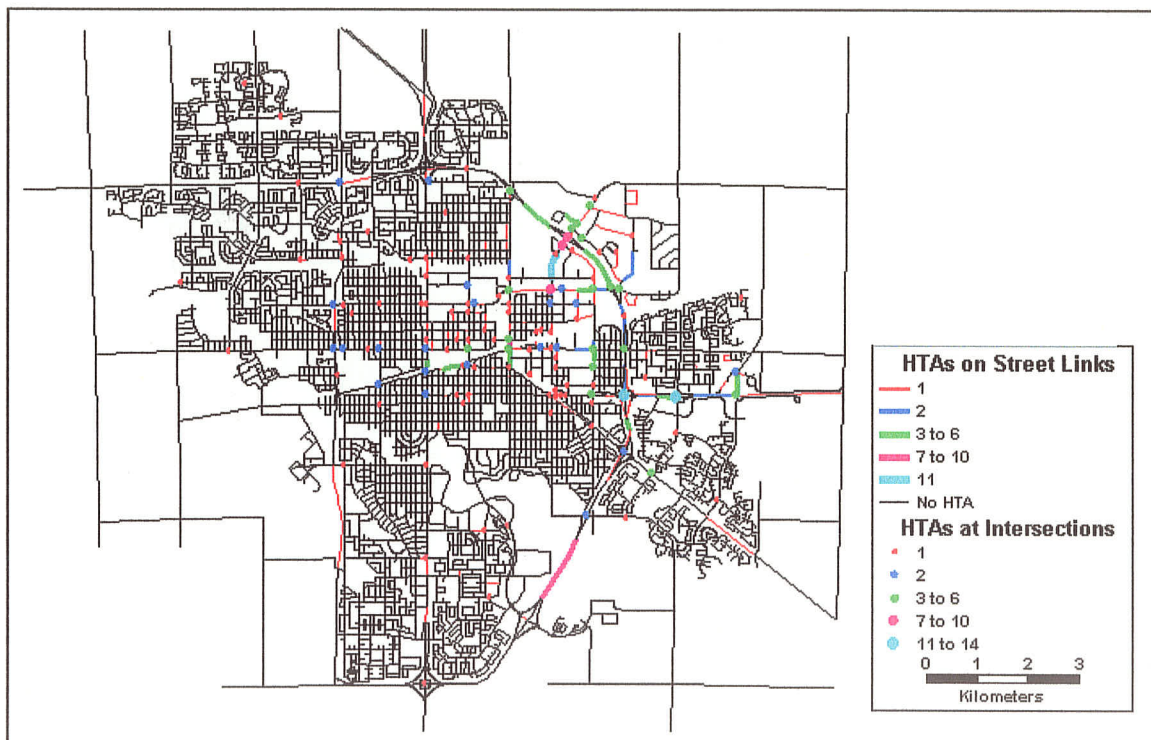 HTAs on Street Links
1
2
3 to 6
7 to 10
11
No HTA
HTAs at Intersections
1
2
3 to 6
7 to 10
11 to 14
0 1 2 3
Kilometers